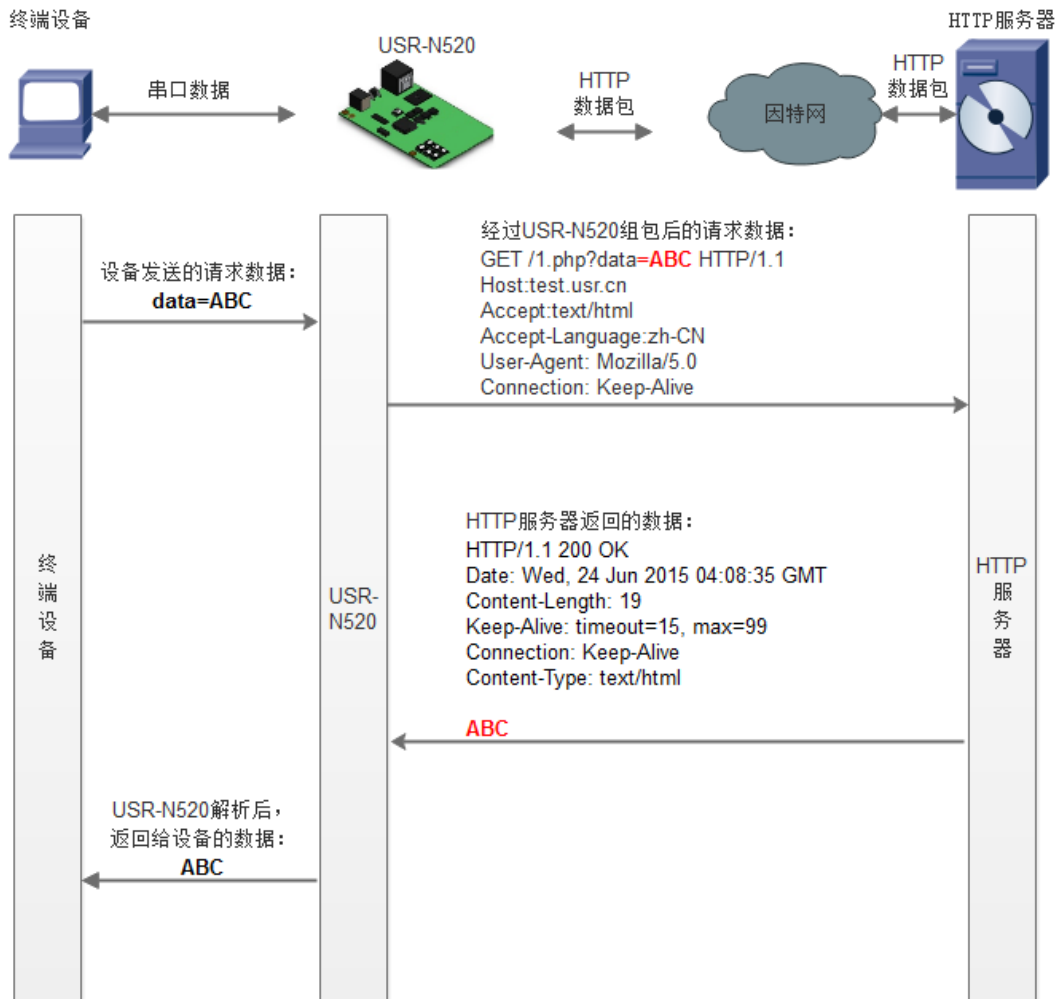 终端设备
HTTP服务器
USR-N520
串口数据
HTTP
数据包
因特网
HTTP
数据包
设备发送的请求数据：
data=ABC
经过USR-N520组包后的请求数据：
GET /1.php?data=ABC HTTP/1.1
Host:test.usr.cn
Accept:text/html
Accept-Language:zh-CN
User-Agent: Mozilla/5.0
Connection: Keep-Alive
HTTP服务器返回的数据：
HTTP/1.1 200 OK
Date: Wed, 24 Jun 2015 04:08:35 GMT
Content-Length: 19
Keep-Alive: timeout=15, max=99
Connection: Keep-Alive
Content-Type: text/html
ABC
终
端
设
备
USR-
N520
HTTP
服
务
器
USR-N520解析后，
返回给设备的数据：
ABC